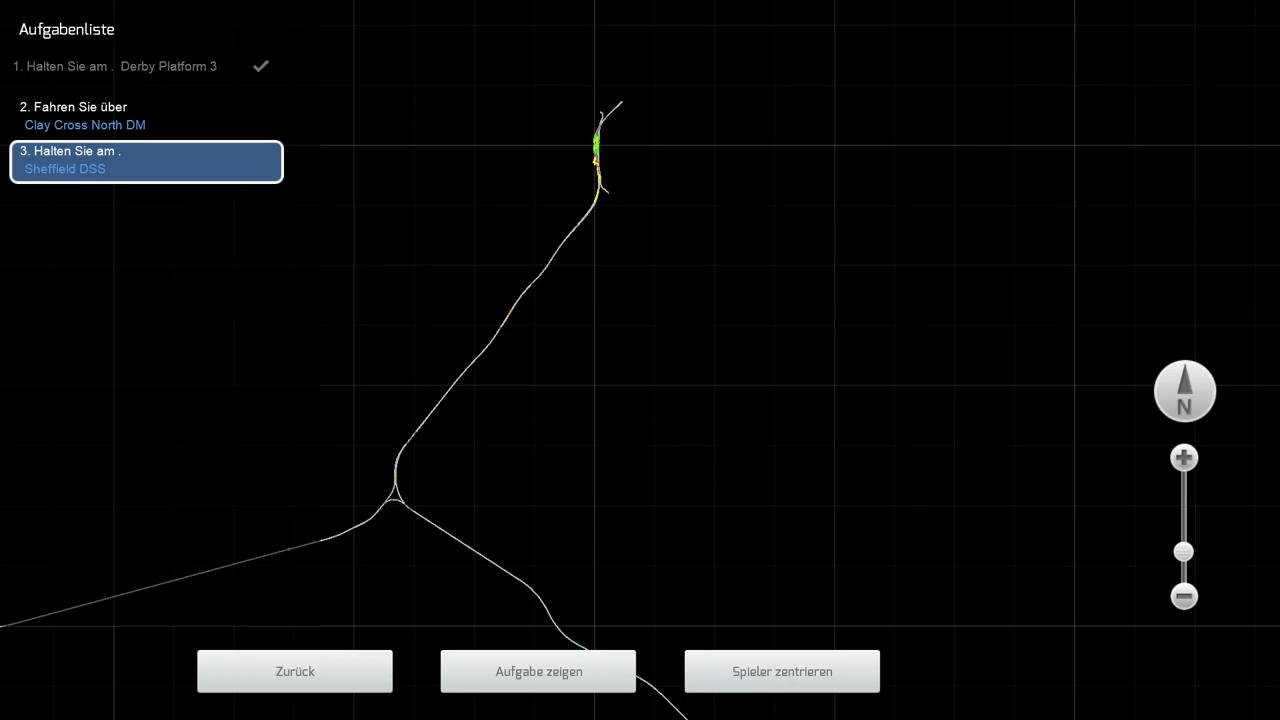 Aufgabenliste
1. Halten Sie am .  Derby Platform 3
2. Fahren Sie über
Clay Cross North DM
3. Halten Sie am .
Sheffield DSS
N
Zurück
Aufgabe zeigen
Spieler zentrieren